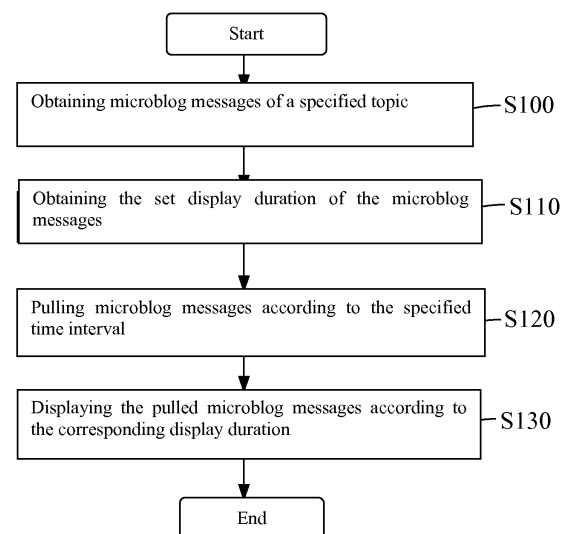 Start
Obtaining microblog messages of a specified topic
S100
Obtaining the set display duration of the microblog
messages
S110
Pulling microblog messages according to the specified
time interval
S120
Displaying the pulled microblog messages according to
the corresponding display duration
S130
End